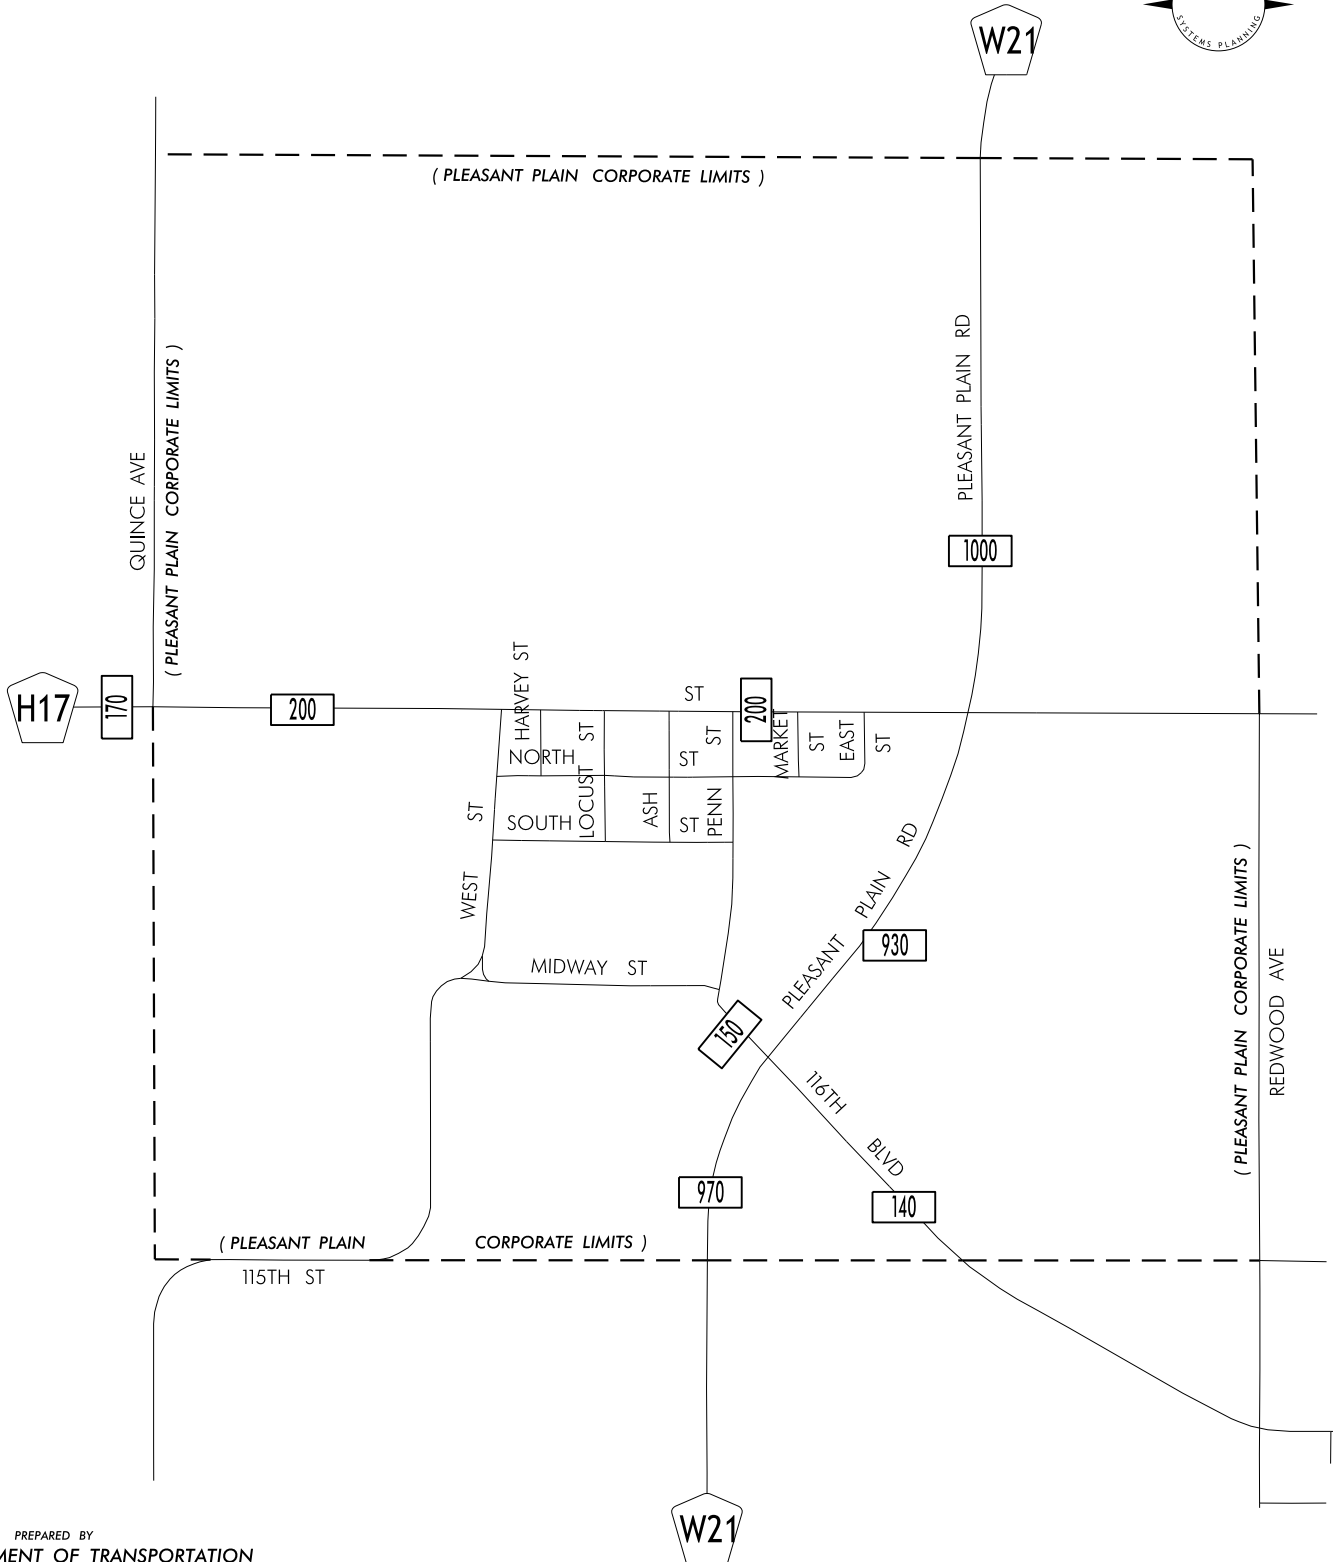 W21
SYSTEMS PLANNING
( PLEASANT PLAIN CORPORATE LIMITS )
PLEASANT PLAIN RD
( PLEASANT PLAIN CORPORATE LIMITS )
QUINCE AVE
1000
HARVEY ST
H17
170
200
ST
200
NORTH ST
LOCUST ST
PENN ST
MARKET ST
EAST ST
WEST ST
SOUTH ST
ASH
PLEASANT PLAIN RD
930
MIDWAY ST
( PLEASANT PLAIN CORPORATE LIMITS )
REDWOOD AVE
150
116TH BLVD
970
140
( PLEASANT PLAIN CORPORATE LIMITS )
115TH ST
W21
PREPARED BY
MENT OF TRANSPORTATION